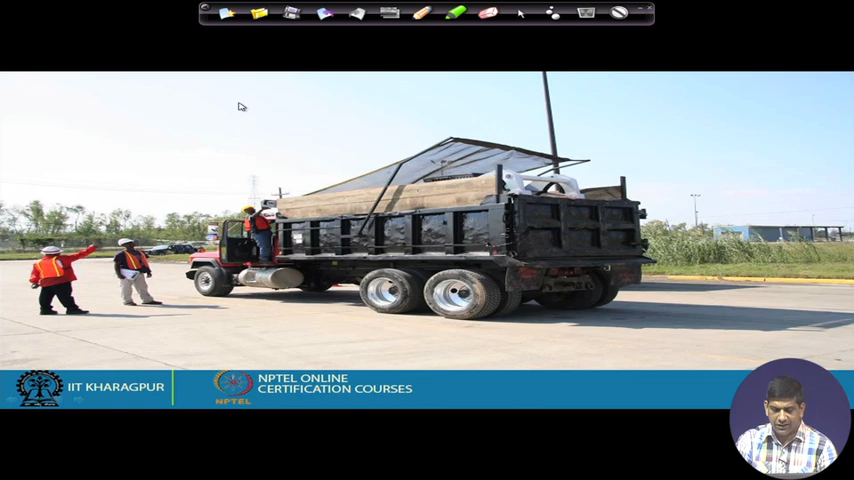 IIT KHARAGPUR
NPTEL ONLINE
CERTIFICATION COURSES
NPTEL